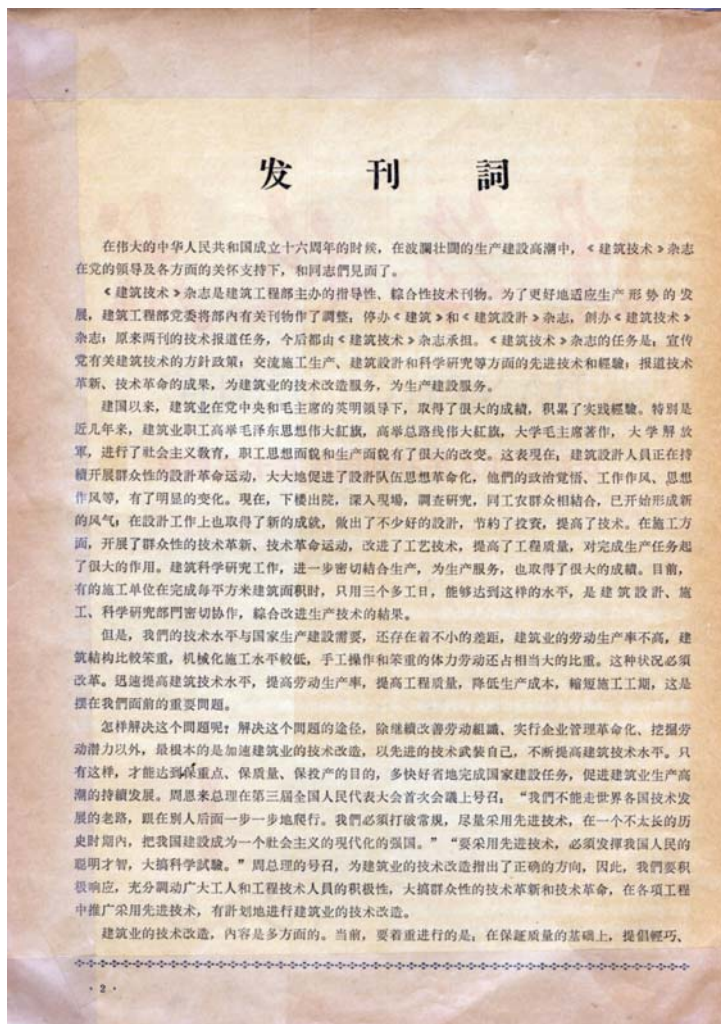 发刊詞
在伟大的中华人民共和国成立十六周年的时候，在波瀾壮闊的生产建設高潮中，《建筑技术》杂志
在党的領导及各方面的关怀支持下，和同志們見面了。
《建筑技术》杂志是建筑工程部主办的指导性、綜合性技术刊物。为了更好地适应生产形势的发
展，建筑工程部党委将部內有关刊物作了調整，停办《建筑》和《建筑設計》杂志，創办《建筑技术》
杂志；原来两刊的技术报道任务，今后都由《建筑技术》杂志承担。《建筑技术》杂志的任务是：宣传
党有关建筑技术的方針政策；交流施工生产、建筑設計和科学研究等方面的先进技术和經驗；报道技术
革新、技术革命的成果，为建筑业的技术改造服务，为生产建設服务。
建国以来，建筑业在党中央和毛主席的英明領导下，取得了很大的成績，积累了实践經驗。特別是
近几年来，建筑业职工高举毛泽东思想伟大紅旗，高举总路綫伟大紅旗，大学毛主席著作，大学解放
軍，进行了社会主义教育，职工思想面貌和生产面貌有了很大的改变。这表現在：建筑設計人員正在持
續开展群众性的設計革命运动，大大地促进了設計队伍思想革命化，他們的政治覚悟、工作作风、思想
作风等，有了明显的变化。現在，下楼出院，深入現場，調查研究，同工农群众相結合，已开始形成新
的风气；在設計工作上也取得了新的成就，做出了不少好的設計，节約了投資，提高了技术。在施工方
面，开展了群众性的技术革新、技术革命运动，改进了工艺技术，提高了工程质量，对完成生产任务起
了很大的作用。建筑科学研究工作，进一步密切結合生产，为生产服务，也取得了很大的成績。目前，
有的施工单位在完成每平方米建筑面积时，只用三个多工日，能够达到这样的水平，是建筑設計、施
工、科学研究部門密切协作，綜合改进生产技术的結果。
但是，我們的技术水平与国家生产建設需要，还存在着不小的差距，建筑业的劳动生产率不高，建
筑結构比較笨重，机械化施工水平較低，手工操作和笨重的体力劳动还占相当大的比重。这种状况必須
改革。迅速提高建筑技术水平，提高劳动生产率，提高工程质量，降低生产成本，縮短施工工期，这是
摆在我們面前的重要問題。
怎样解决这个問題呢？解决这个問題的途径，除継續改善劳动組織、实行企业管理革命化、挖掘劳
动潜力以外，最根本的是加速建筑业的技术改造，以先进的技术武装自己，不断提高建筑技术水平。只
有这样，才能达到保重点、保质量、保投产的目的，多快好省地完成国家建設任务，促进建筑业生产高
潮的持續发展。周恩来总理在第三届全国人民代表大会首次会議上号召：“我們不能走世界各国技术发
展的老路，跟在別人后面一步一步地爬行。我們必須打破常規，尽量采用先进技术，在一个不太长的历
史时期內，把我国建設成为一个社会主义的現代化的强国。”“要采用先进技术，必須发揮我国人民的
聪明才智，大搞科学試驗。”周总理的号召，为建筑业的技术改造指出了正确的方向，因此，我們要积
极响应，充分調动广大工人和工程技术人員的积极性，大搞群众性的技术革新和技术革命，在各项工程
中推广采用先进技术，有計划地进行建筑业的技术改造。
建筑业的技术改造，內容是多方面的。当前，要着重进行的是：在保証质量的基础上，提倡輕巧、
·2·